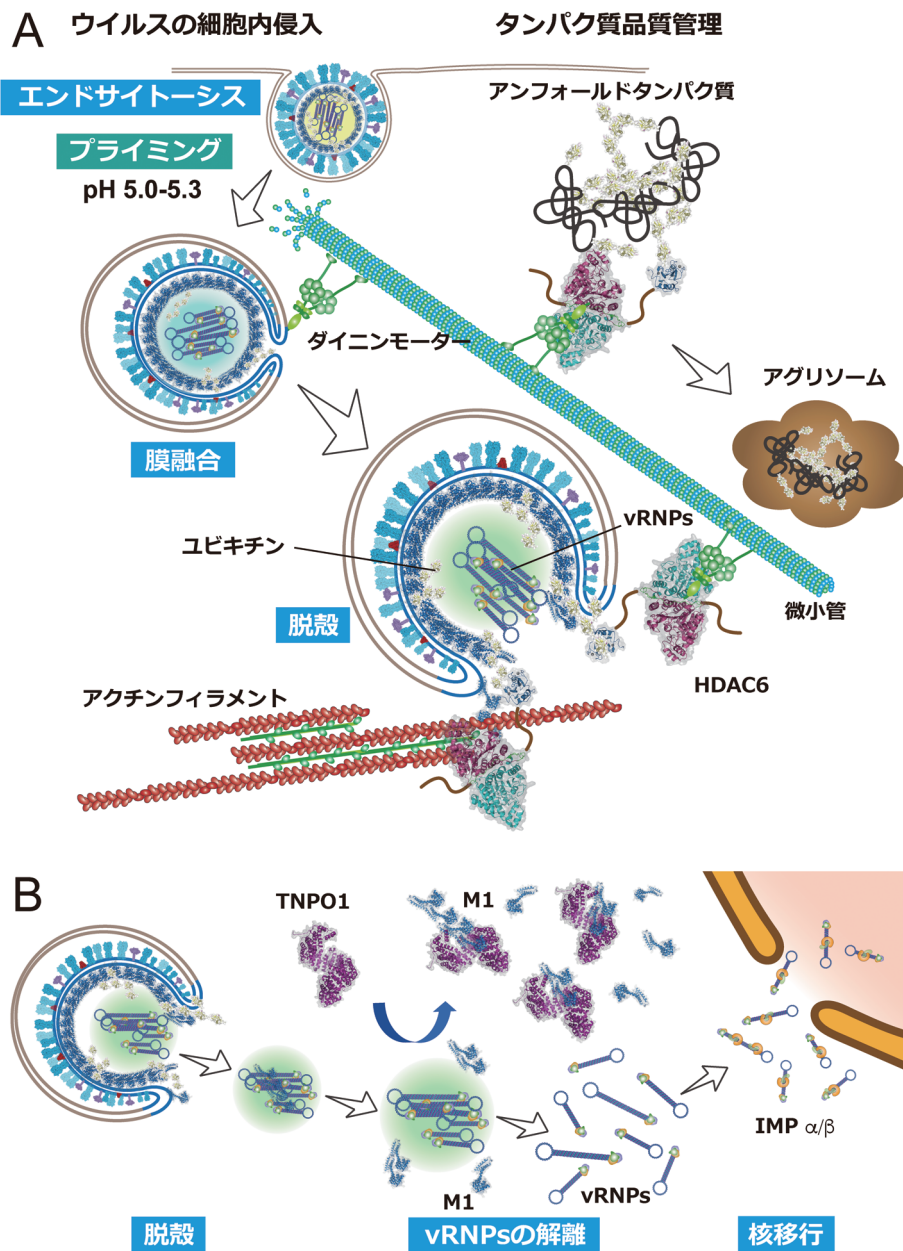 A
ウイルスの細胞内侵入
タンパク質品質管理
エンドサイトーシス
アンフォールドタンパク質
プライミング
pH 5.0-5.3
ダイニンモーター
アグリソーム
膜融合
vRNPs
ユビキチン
脱殻
微小管
HDAC6
アクチンフィラメント
B
TNPO1
M1
IMP α/β
M1
vRNPs
脱殻
vRNPsの解離
核移行